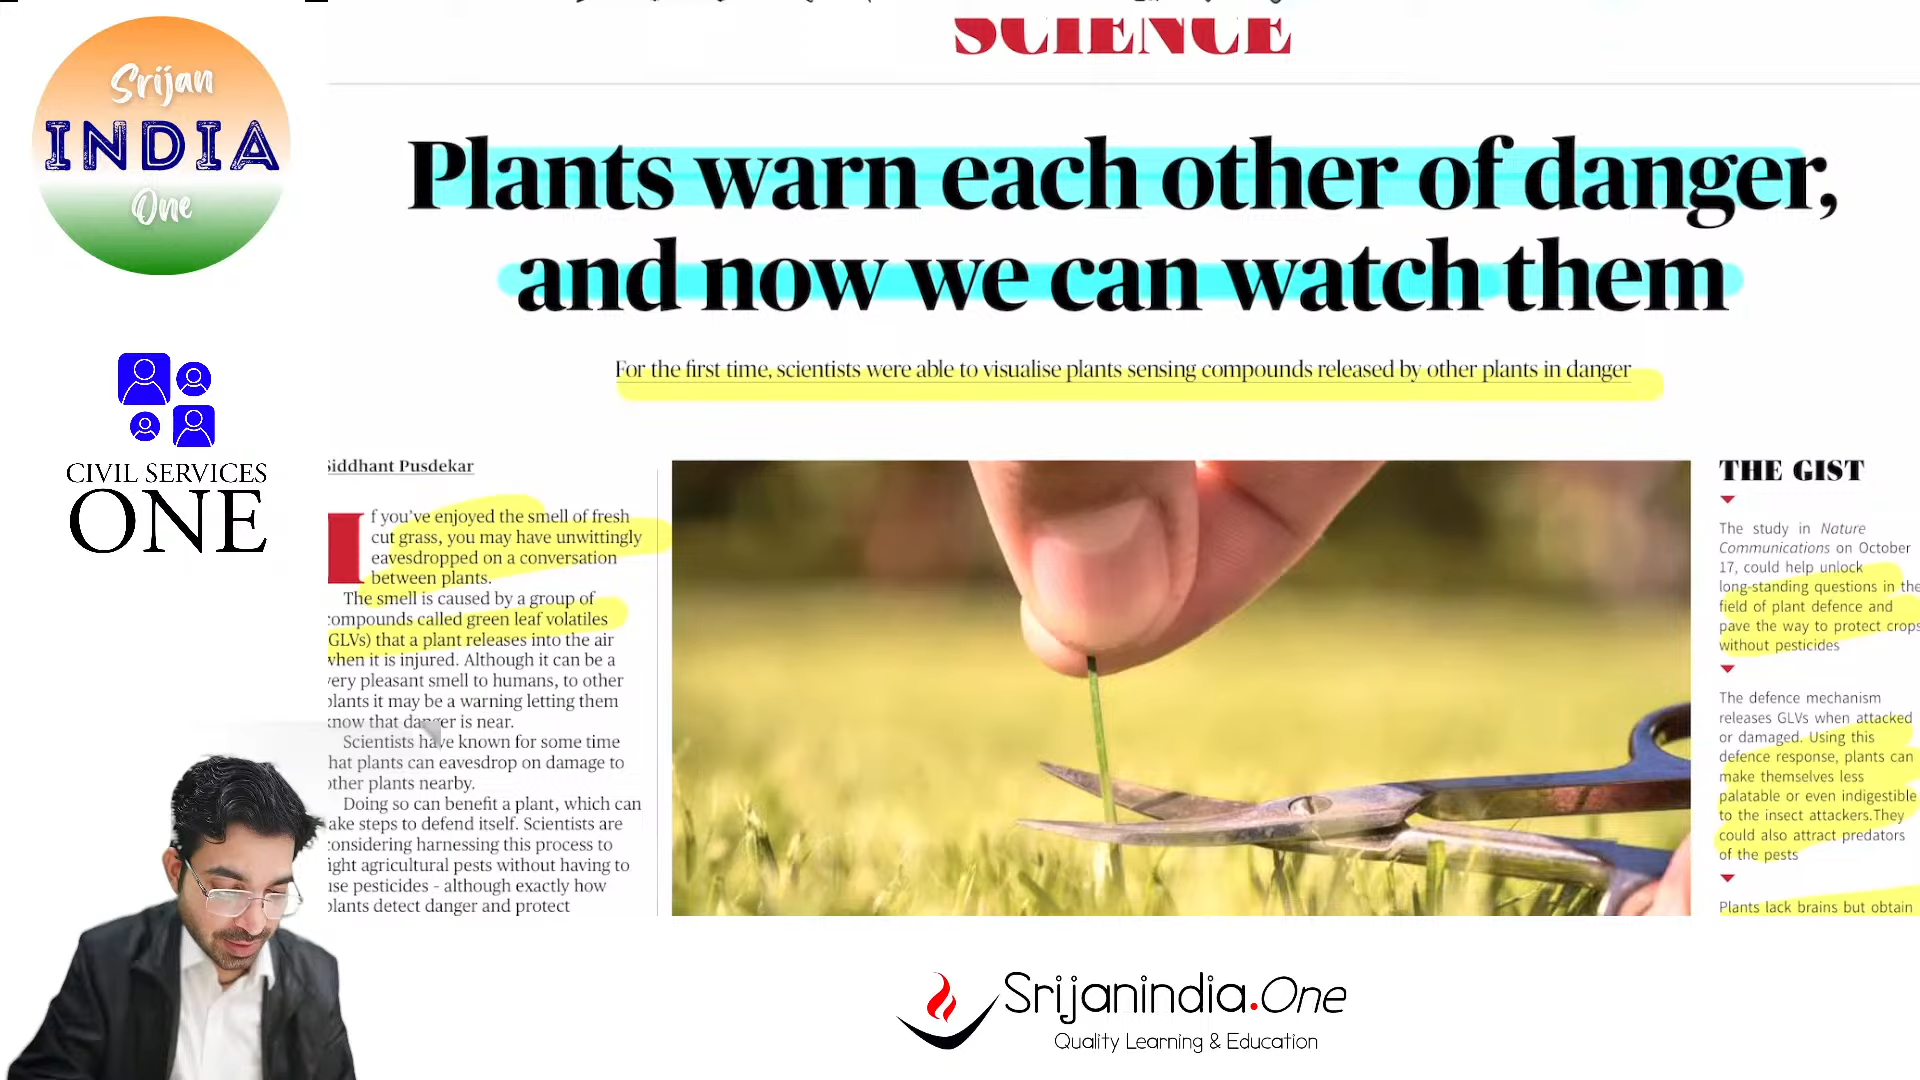 Srijan
INDIA
One
CIVIL SERVICES
ONE
SCIENCE
Plants warn each other of danger,
and now we can watch them
For the first time, scientists were able to visualise plants sensing compounds released by other plants in danger
Siddhant Pusdekar
If you've enjoyed the smell of fresh
cut grass, you may have unwittingly
eavesdropped on a conversation
between plants.
The smell is caused by a group of
compounds called green leaf volatiles
(GLVs) that a plant releases into the air
when it is injured. Although it can be a
very pleasant smell to humans, to other
plants it may be a warning letting them
know that danger is near.
Scientists have known for some time
that plants can eavesdrop on damage to
other plants nearby.
Doing so can benefit a plant, which can
take steps to defend itself. Scientists are
considering harnessing this process to
fight agricultural pests without having to
use pesticides - although exactly how
plants detect danger and protect
THE GIST
The study in Nature
Communications on October
17, could help unlock
long-standing questions in the
field of plant defence and
pave the way to protect crops
without pesticides
The defence mechanism
releases GLVs when attacked
or damaged. Using this
defence response, plants can
make themselves less
palatable or even indigestible
to the insect attackers.They
could also attract predators
of the pests
Plants lack brains but obtain
Srijanindia.One
Quality Learning & Education